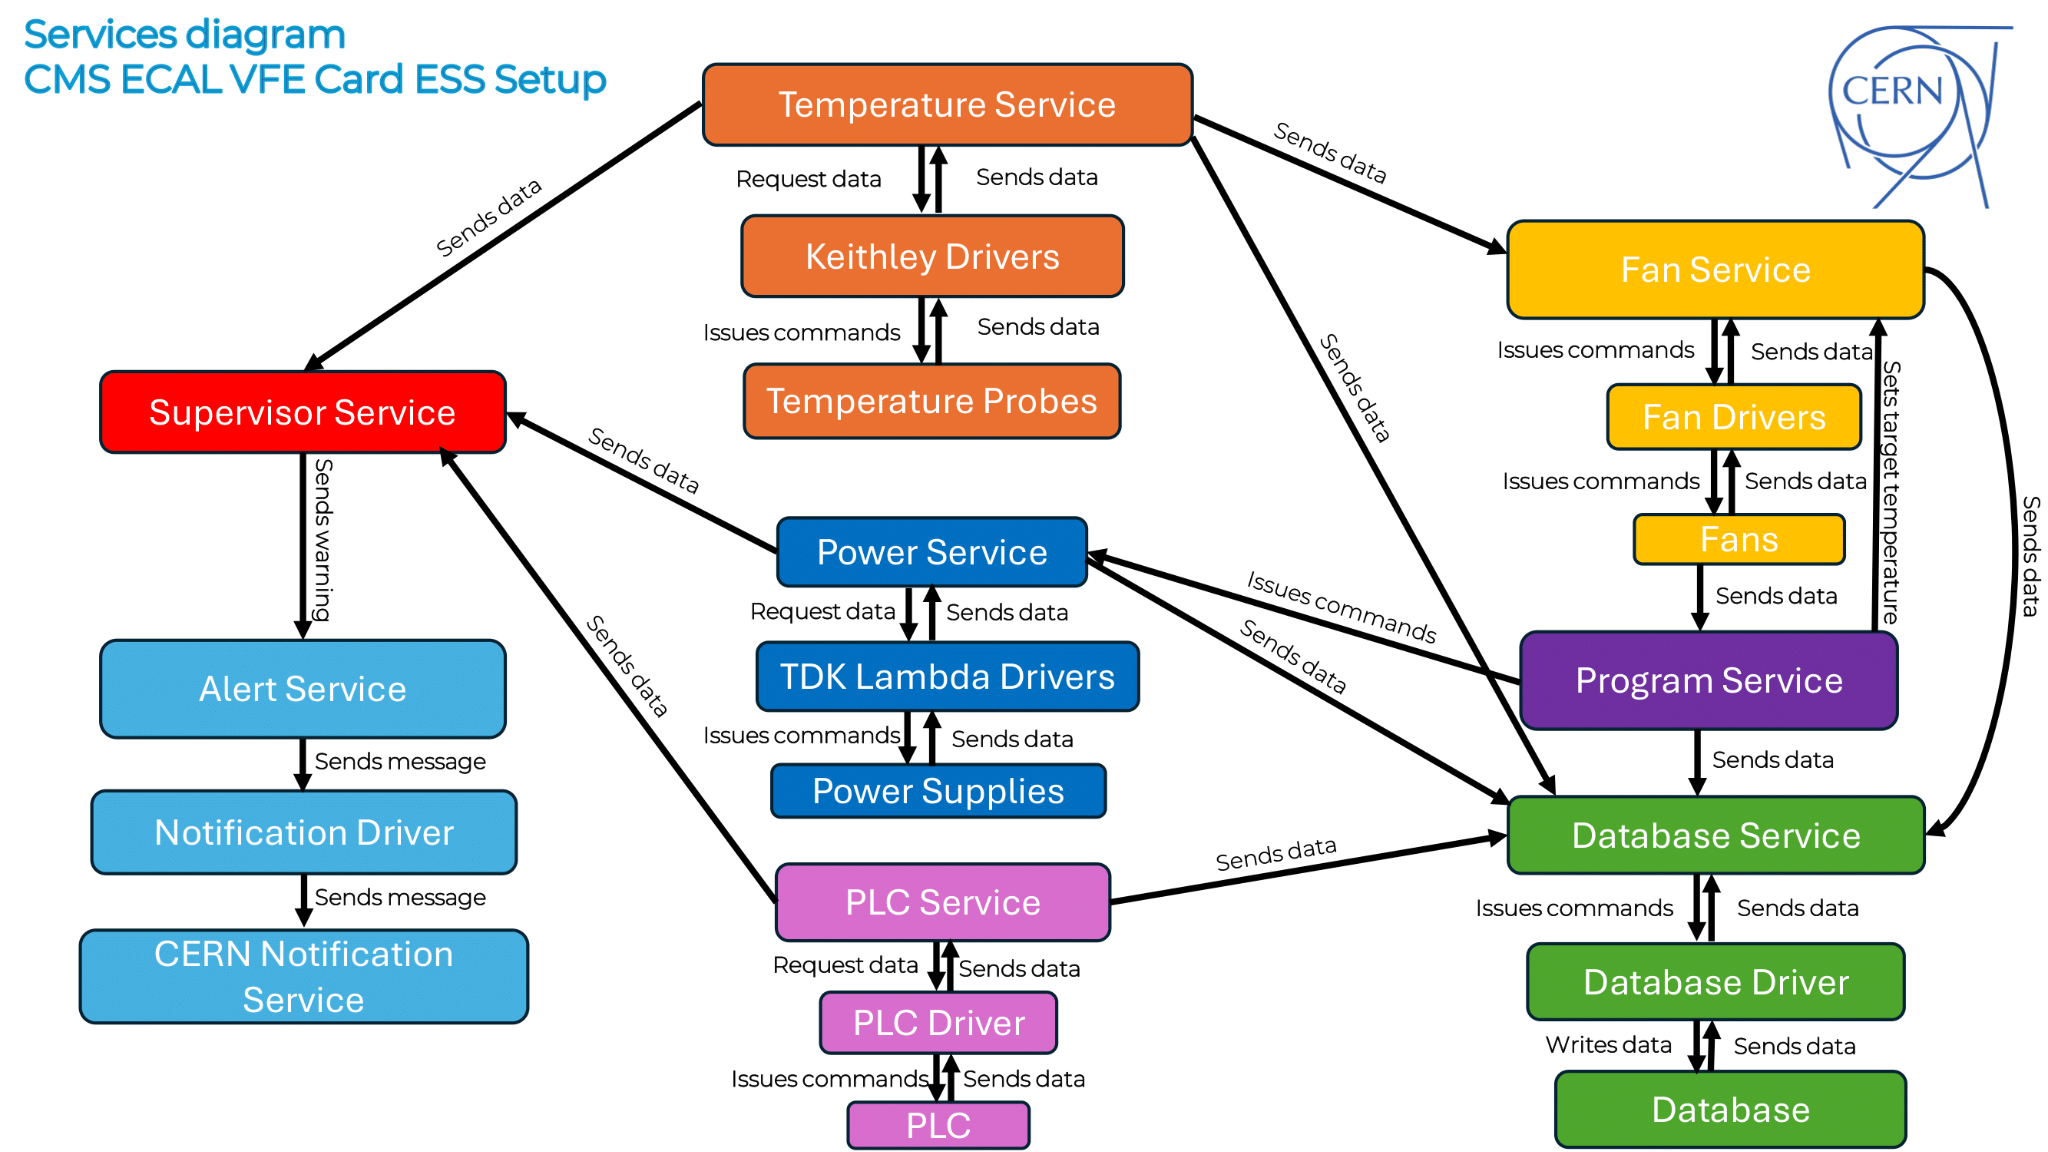 Services diagram
CMS ECAL VFE Card ESS Setup
CERN
Temperature Service
Sends data
Request data
Sends data
Sends data
Keithley Drivers
Issues commands
Sends data
Temperature Probes
Sends data
Fan Service
Issues commands
Sends data
Fan Drivers
Issues commands
Sends data
Fans
Sends data
Sets target temperature
Sends data
Supervisor Service
Sends data
Sends warning
Sends data
Alert Service
Sends message
Notification Driver
Sends message
CERN Notification
Service
Power Service
Request data
Sends data
TDK Lambda Drivers
Issues commands
Sends data
Power Supplies
Issues commands
Sends data
Program Service
Sends data
PLC Service
Sends data
Request data
Sends data
PLC Driver
Issues commands
Sends data
PLC
Database Service
Issues commands
Sends data
Database Driver
Writes data
Sends data
Database